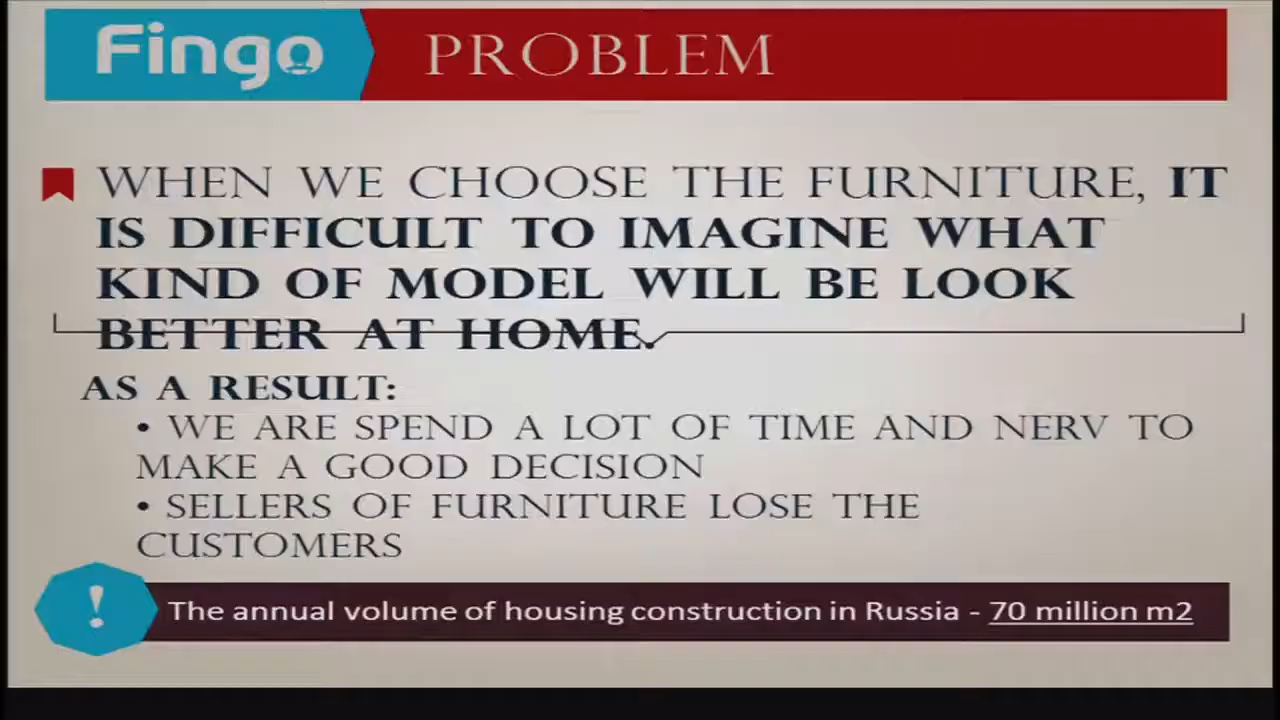 Fingo PROBLEM
WHEN WE CHOOSE THE FURNITURE, IT
IS DIFFICULT TO IMAGINE WHAT
KIND OF MODEL WILL BE LOOK
BETTER AT HOME.
AS A RESULT:
• WE ARE SPEND A LOT OF TIME AND NERV TO
MAKE A GOOD DECISION
• SELLERS OF FURNITURE LOSE THE
CUSTOMERS
! The annual volume of housing construction in Russia - 70 million m2